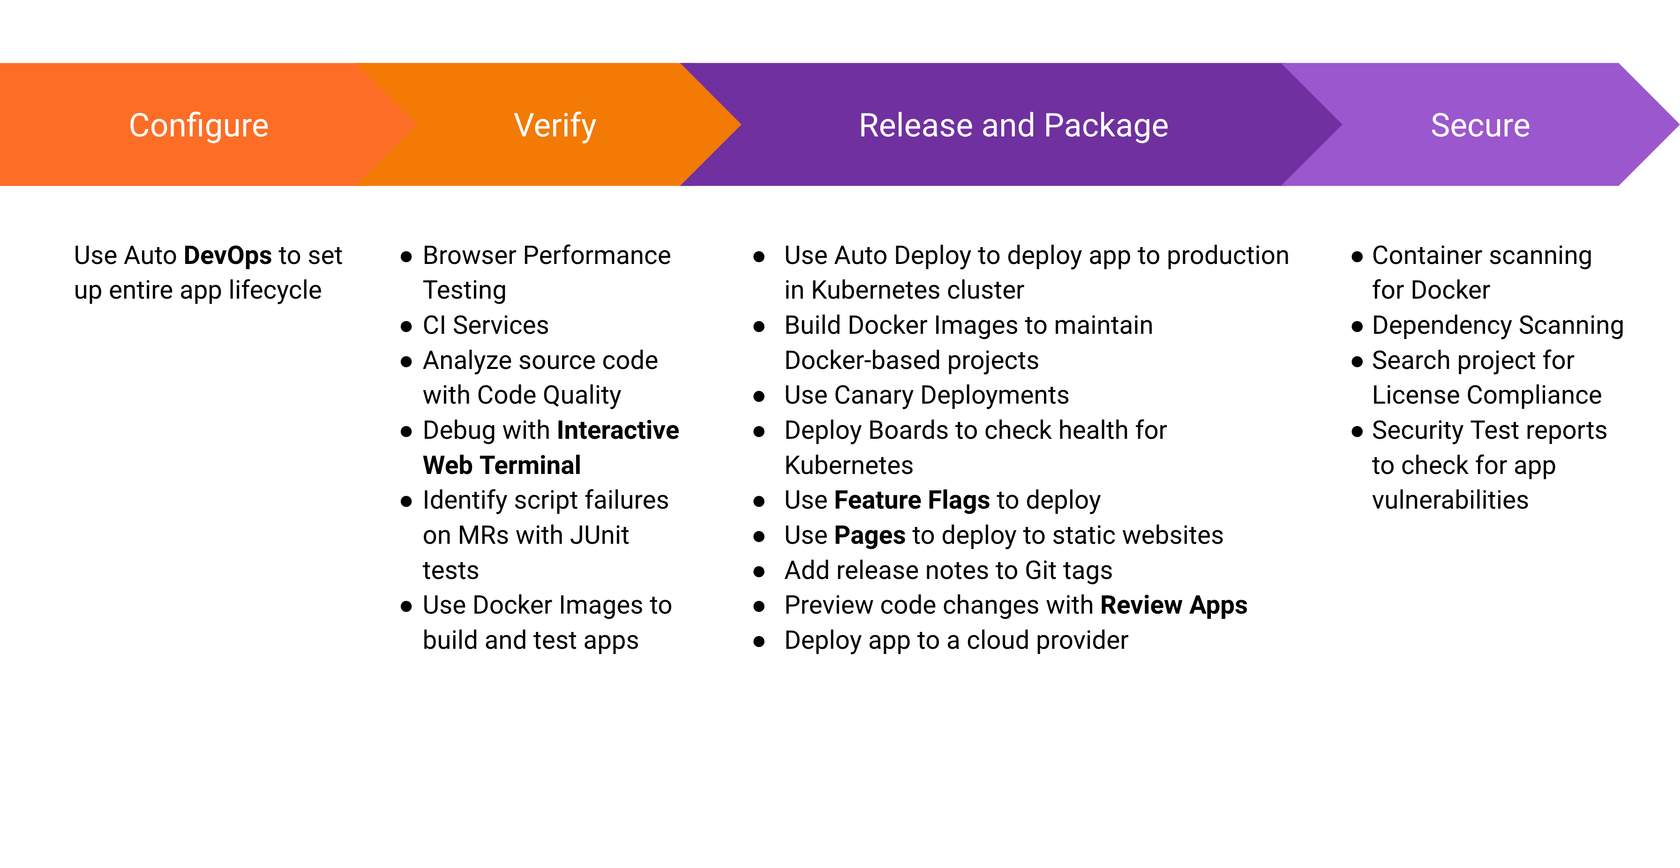 Configure
Verify
Release and Package
Secure
Use Auto DevOps to set
up entire app lifecycle
● Browser Performance
Testing
● CI Services
● Analyze source code
with Code Quality
● Debug with Interactive
Web Terminal
● Identify script failures
on MRs with JUnit
tests
● Use Docker Images to
build and test apps
● Use Auto Deploy to deploy app to production
in Kubernetes cluster
● Build Docker Images to maintain
Docker-based projects
● Use Canary Deployments
● Deploy Boards to check health for
Kubernetes
● Use Feature Flags to deploy
● Use Pages to deploy to static websites
● Add release notes to Git tags
● Preview code changes with Review Apps
● Deploy app to a cloud provider
● Container scanning
for Docker
● Dependency Scanning
● Search project for
License Compliance
● Security Test reports
to check for app
vulnerabilities